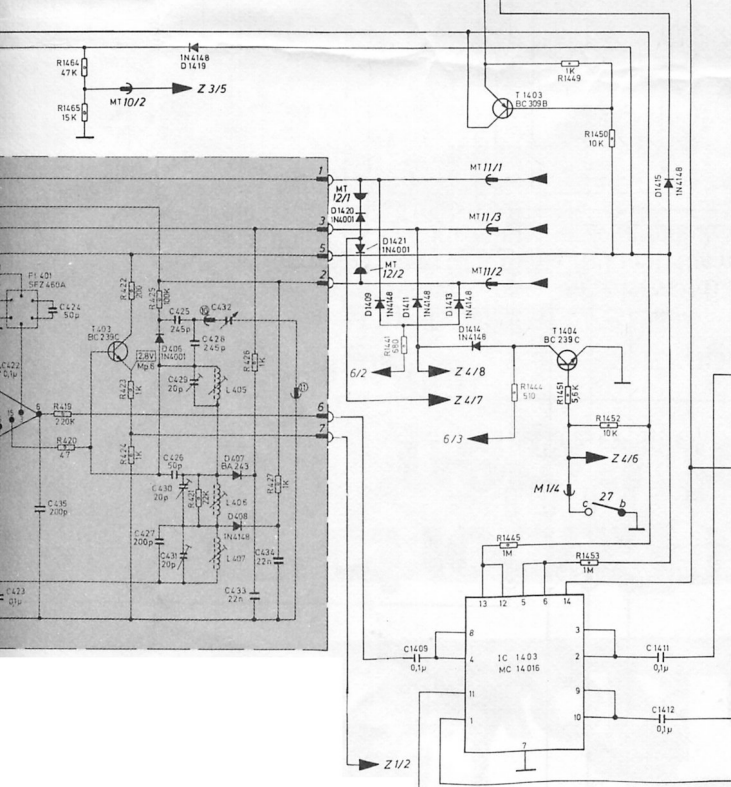 1N4148
D1419
R1464
47K
Z 3/5
MT 10/2
R1465
15K
1K
R1449
T 1403
BC 309B
R1450
10K
D1415
1N4148
1
MT
12/1
MT 11/1
D1420
1N4001
3
MT 11/3
5
D1421
1N4001
MT
12/2
2
MT 11/2
FI 401
SFZ 460A
C424
50p
R422
200
R425
100K
C425
245p
C432
C428
246p
R426
1K
T403
BC 239C
D406
1N4001
2,8V
Mp.6
C429
20p
L405
R423
1K
11
D1409
1N4148
D1411
1N4148
D1413
1N4148
D1414
1N4148
T 1404
BC 239C
R1441
680
6/2
Z 4/8
Z 4/7
R1444
510
6/3
R1451
5,6K
R1452
10K
Z 4/6
M 1/4
27
c
b
C422
0,1µ
15
6
R419
220K
R420
47
R424
1K
6
7
C426
50p
D407
BA 243
C430
20p
R421
22K
L406
R427
1K
C435
200p
C427
200p
D408
1N4148
C431
20p
L407
C434
22n
C423
0,1µ
C433
22n
R1445
1M
R1453
1M
13
12
5
6
14
8
4
11
1
3
2
9
10
7
IC 1403
MC 14016
C1409
0,1µ
C1411
0,1µ
C1412
0,1µ
Z 1/2